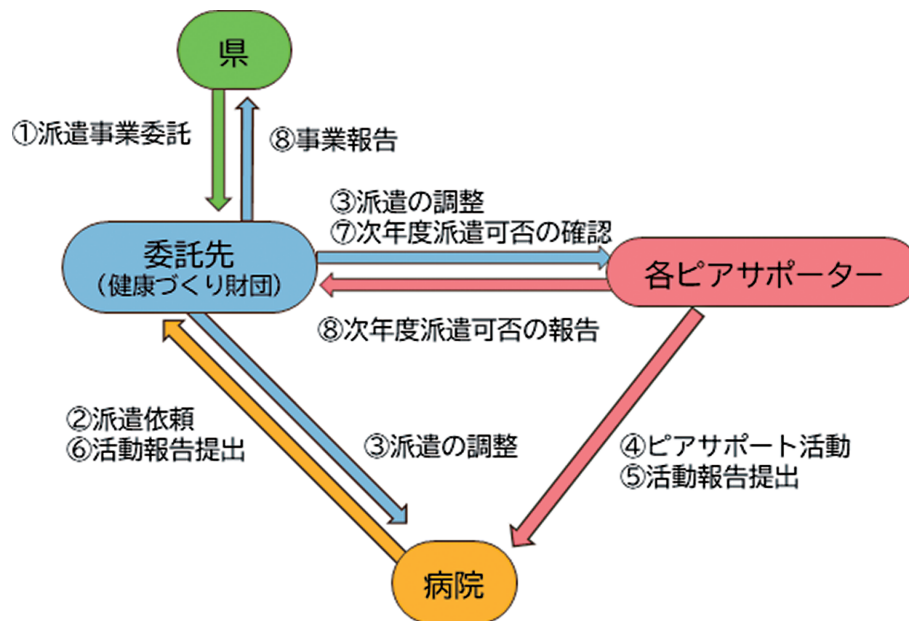 県
①派遣事業委託
⑧事業報告
③派遣の調整
⑦次年度派遣可否の確認
委託先
(健康づくり財団)
各ピアサポーター
⑧次年度派遣可否の報告
②派遣依頼
⑥活動報告提出
③派遣の調整
④ピアサポート活動
⑤活動報告提出
病院